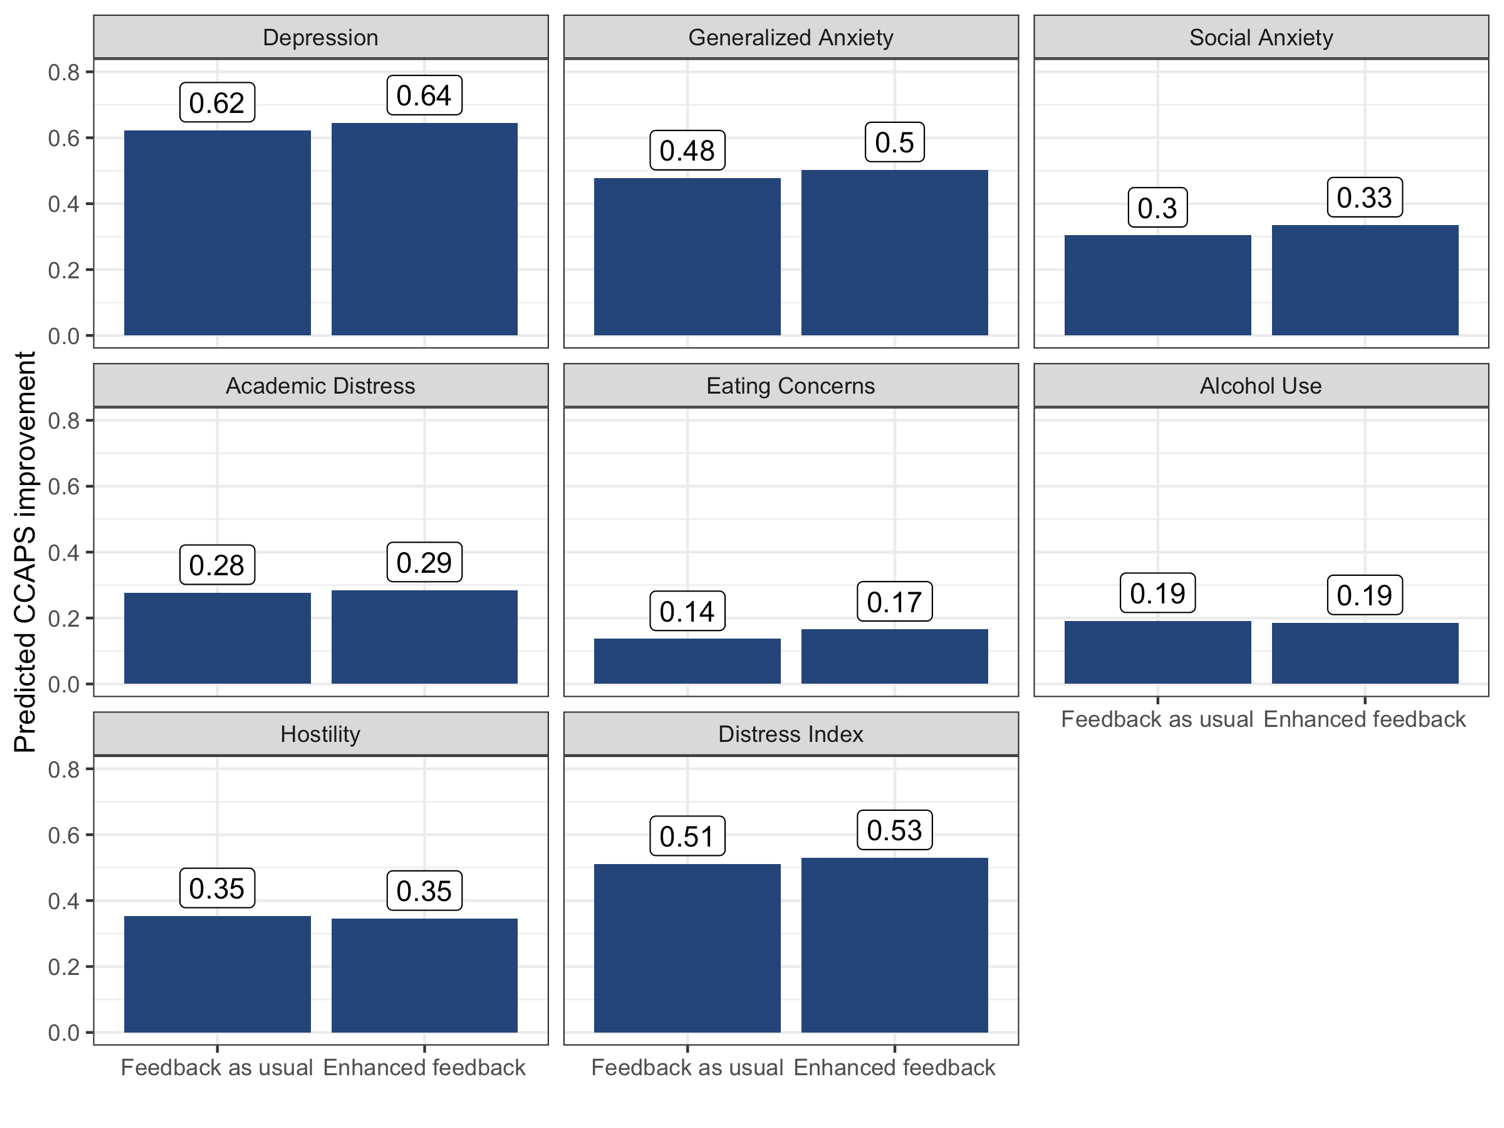 Depression
Generalized Anxiety
Social Anxiety
0.8
0.6
0.4
0.2
0.0
0.62
0.64
0.48
0.5
0.3
0.33
Academic Distress
Eating Concerns
Alcohol Use
0.8
0.6
0.4
0.2
0.0
0.28
0.29
0.14
0.17
0.19
0.19
Feedback as usual
Enhanced feedback
Hostility
Distress Index
0.8
0.6
0.4
0.2
0.0
0.35
0.35
0.51
0.53
Feedback as usual
Enhanced feedback
Feedback as usual
Enhanced feedback
Predicted CCAPS improvement